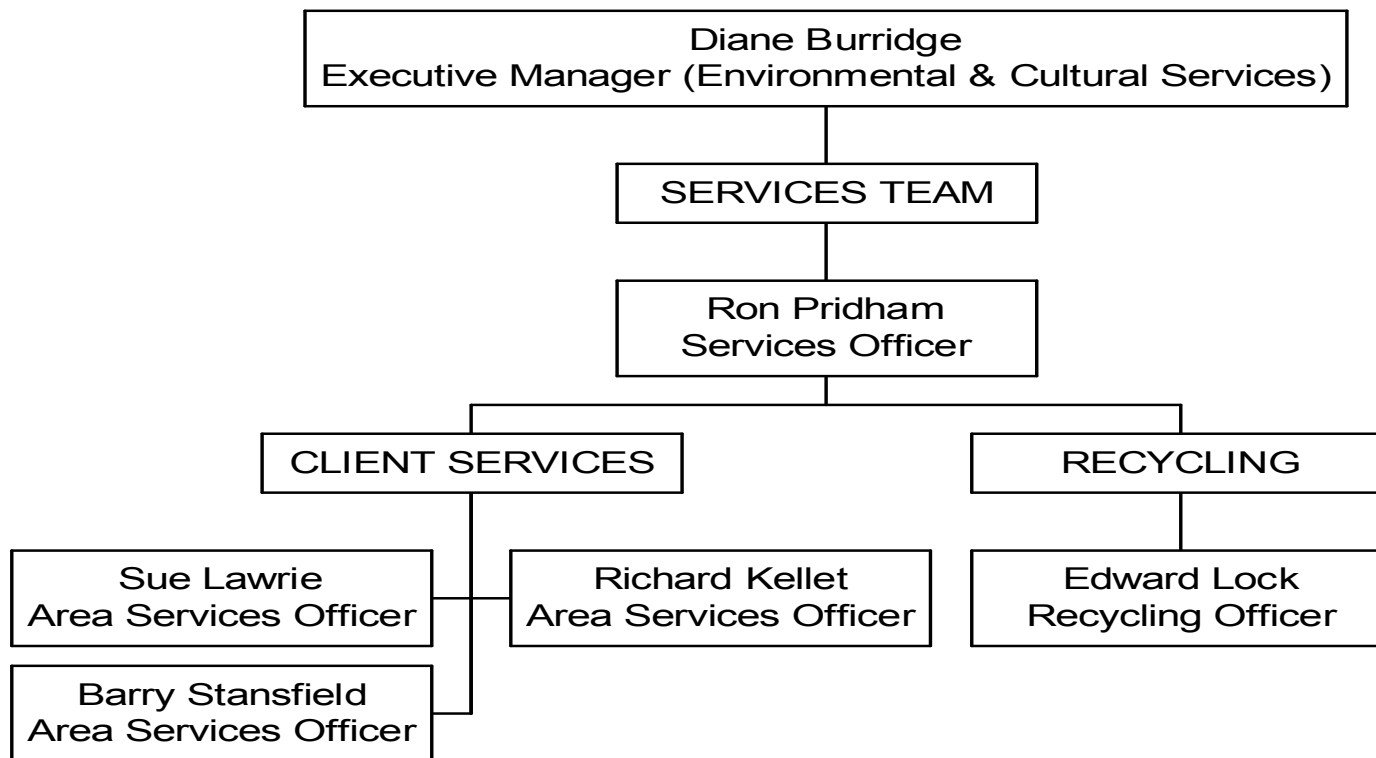 Diane Burridge
Executive Manager (Environmental & Cultural Services)
SERVICES TEAM
Ron Pridham
Services Officer
CLIENT SERVICES
RECYCLING
Sue Lawrie
Area Services Officer
Richard Kellet
Area Services Officer
Edward Lock
Recycling Officer
Barry Stansfield
Area Services Officer